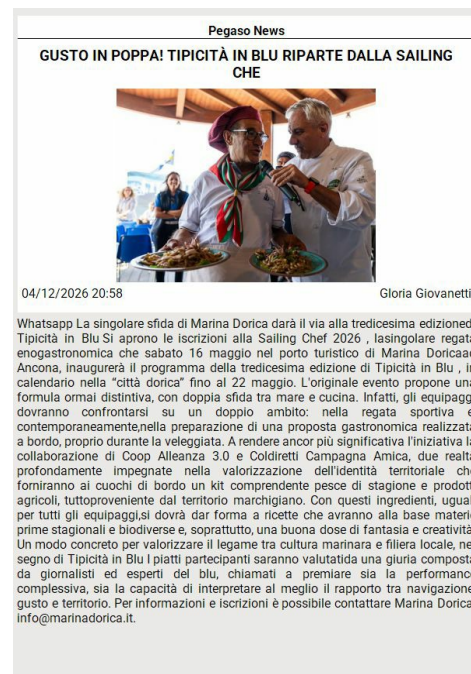 Pegaso News
GUSTO IN POPPA! TIPICITÀ IN BLU RIPARTE DALLA SAILING
CHE
04/12/2026 20:58
Gloria Giovanetti
Whatsapp La singolare sfida di Marina Dorica darà il via alla tredicesima edizioned
Tipicità in Blu Si aprono le iscrizioni alla Sailing Chef 2026 , lasingolare regata
enogastronomica che sabato 16 maggio nel porto turistico di Marina Doricaad
Ancona, inaugurerà il programma della tredicesima edizione di Tipicità in Blu , in
calendario nella “città dorica” fino al 22 maggio. L'originale evento propone una
formula ormai distintiva, con doppia sfida tra mare e cucina. Infatti, gli equipaggi
dovranno confrontarsi su un doppio ambito: nella regata sportiva e
contemporaneamente,nella preparazione di una proposta gastronomica realizzata
a bordo, proprio durante la veleggiata. A rendere ancor più significativa l'iniziativa la
collaborazione di Coop Alleanza 3.0 e Coldiretti Campagna Amica, due realtà
profondamente impegnate nella valorizzazione dell'identità territoriale che
forniranno ai cuochi di bordo un kit comprendente pesce di stagione e prodotti
agricoli, tuttoproveniente dal territorio marchigiano. Con questi ingredienti, uguali
per tutti gli equipaggi,si dovrà dar forma a ricette che avranno alla base materie
prime stagionali e biodiverse e, soprattutto, una buona dose di fantasia e creatività.
Un modo concreto per valorizzare il legame tra cultura marinara e filiera locale, nel
segno di Tipicità in Blu I piatti partecipanti saranno valutatida una giuria composta
da giornalisti ed esperti del blu, chiamati a premiare sia la performance
complessiva, sia la capacità di interpretare al meglio il rapporto tra navigazione,
gusto e territorio. Per informazioni e iscrizioni è possibile contattare Marina Dorica
info@marinadorica.it.